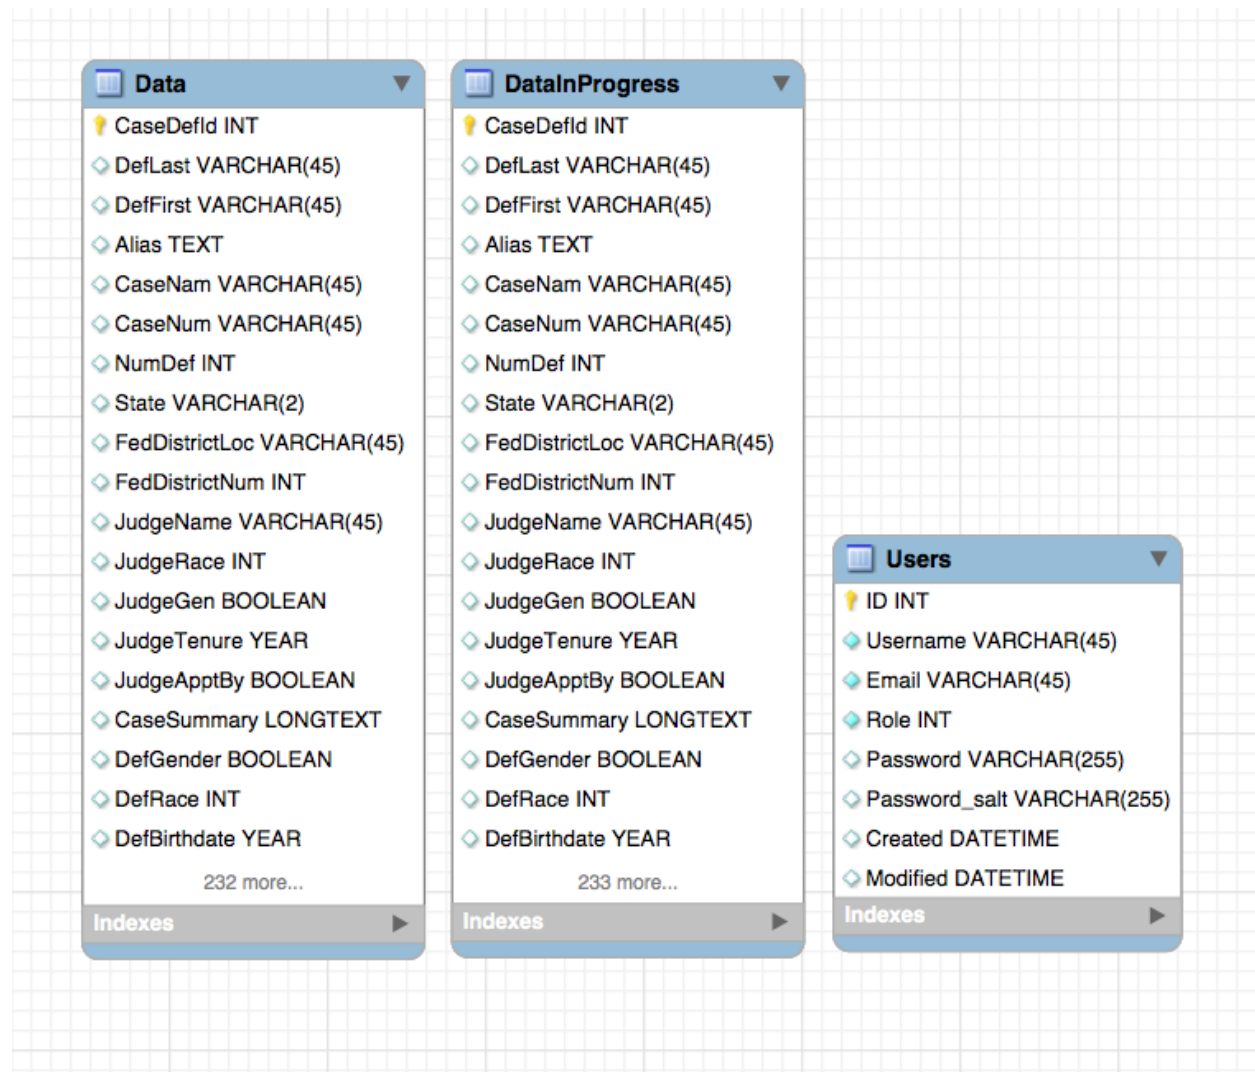 Data
CaseDefId INT
DefLast VARCHAR(45)
DefFirst VARCHAR(45)
Alias TEXT
CaseNam VARCHAR(45)
CaseNum VARCHAR(45)
NumDef INT
State VARCHAR(2)
FedDistrictLoc VARCHAR(45)
FedDistrictNum INT
JudgeName VARCHAR(45)
JudgeRace INT
JudgeGen BOOLEAN
JudgeTenure YEAR
JudgeApptBy BOOLEAN
CaseSummary LONGTEXT
DefGender BOOLEAN
DefRace INT
DefBirthdate YEAR
232 more...
Indexes
DataInProgress
CaseDefId INT
DefLast VARCHAR(45)
DefFirst VARCHAR(45)
Alias TEXT
CaseNam VARCHAR(45)
CaseNum VARCHAR(45)
NumDef INT
State VARCHAR(2)
FedDistrictLoc VARCHAR(45)
FedDistrictNum INT
JudgeName VARCHAR(45)
JudgeRace INT
JudgeGen BOOLEAN
JudgeTenure YEAR
JudgeApptBy BOOLEAN
CaseSummary LONGTEXT
DefGender BOOLEAN
DefRace INT
DefBirthdate YEAR
233 more...
Indexes
Users
ID INT
Username VARCHAR(45)
Email VARCHAR(45)
Role INT
Password VARCHAR(255)
Password_salt VARCHAR(255)
Created DATETIME
Modified DATETIME
Indexes